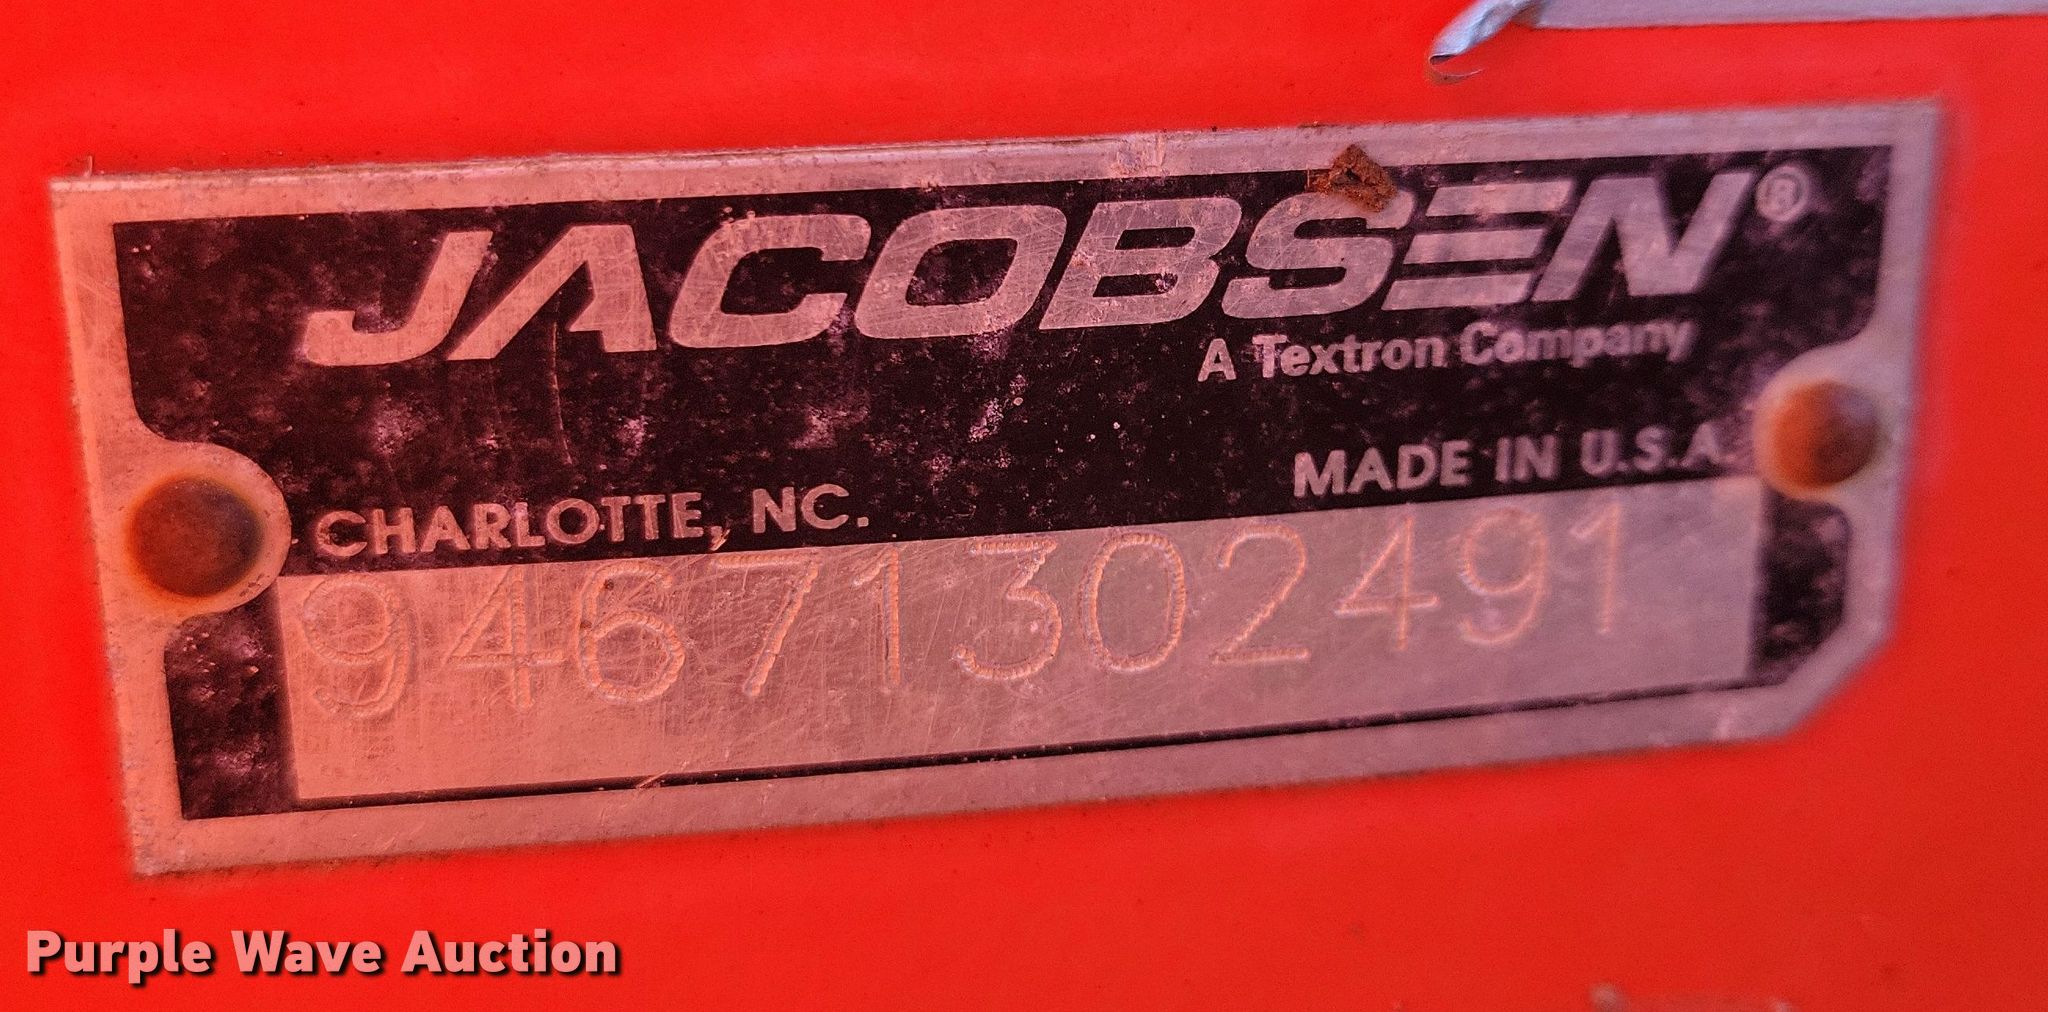 JACOBSEN®
A Textron Company
MADE IN U.S.A.
CHARLOTTE, NC.
94671302491
Purple Wave Auction